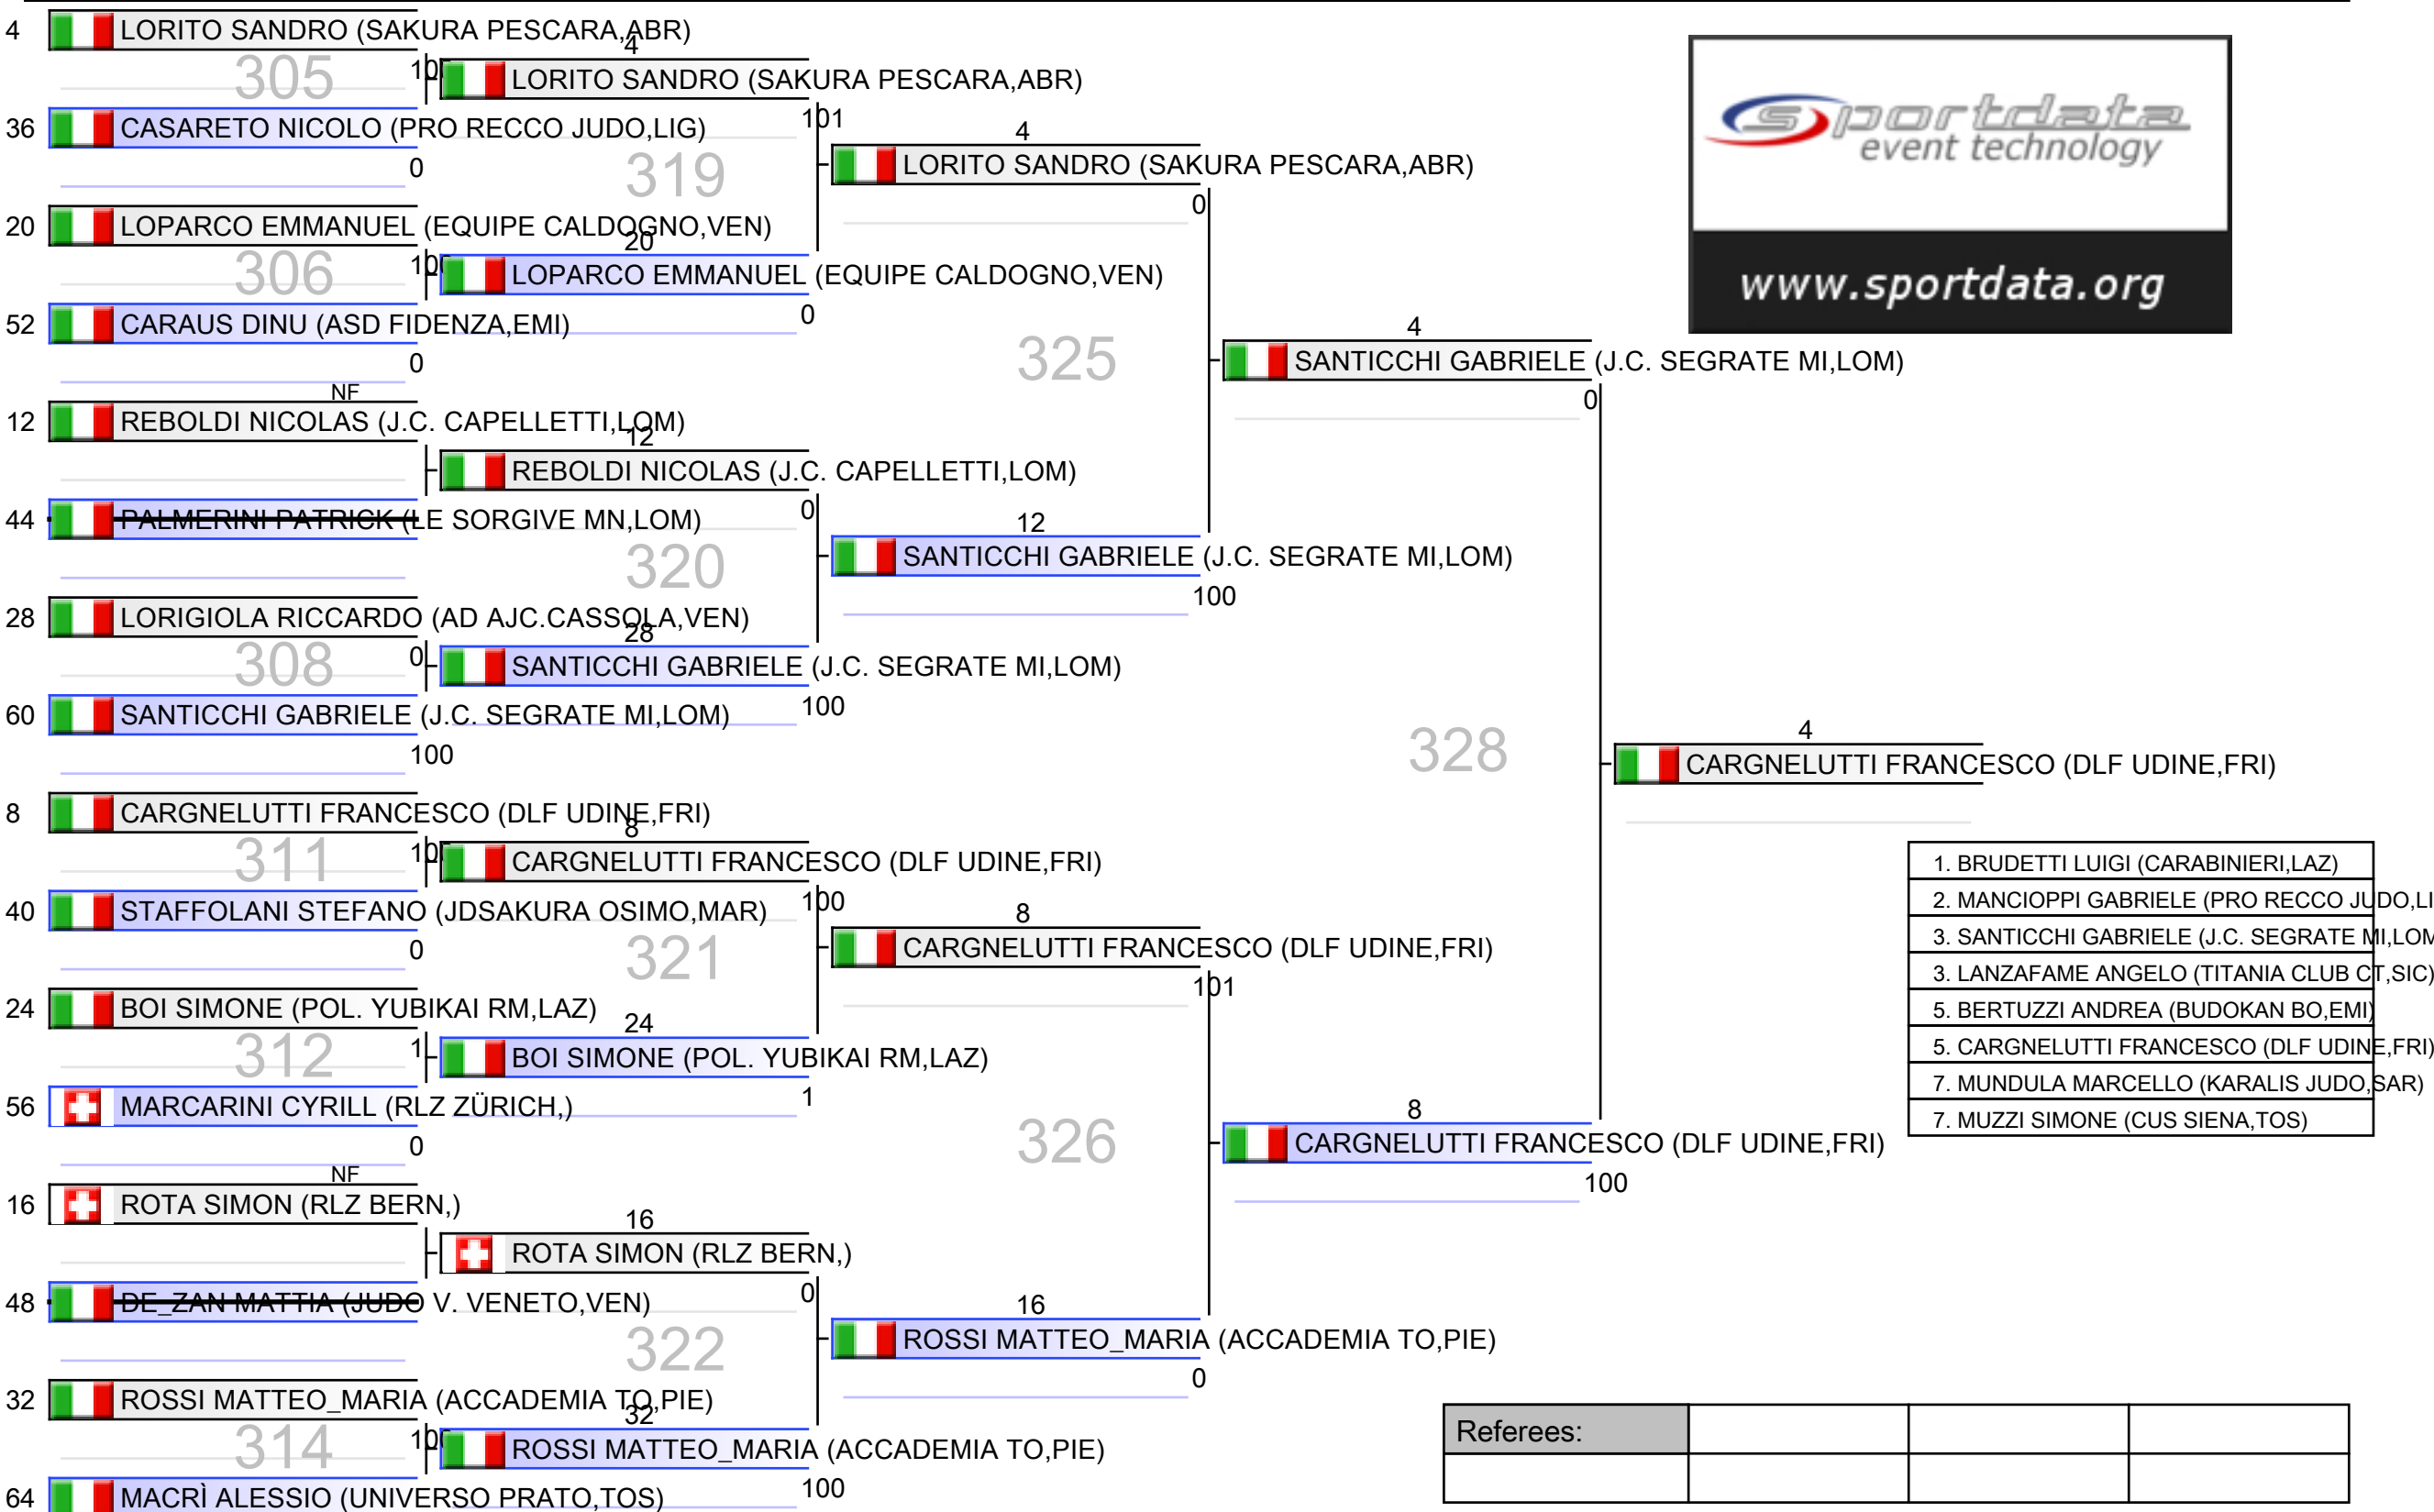 4 LORITO SANDRO (SAKURA PESCARA,ABR)
305
36 CASARETO NICOLO (PRO RECCO JUDO,LIG)
0
20 LOPARCO EMMANUEL (EQUIPE CALDOGNO,VEN)
306
52 CARAUS DINU (ASD FIDENZA,EMI)
0
NF
12 REBOLDI NICOLAS (J.C. CAPELLETTI,LOM)
44 PALMERINI PATRICK (LE SORGIVE MN,LOM)
28 LORIGIOLA RICCARDO (AD AJC.CASSOLA,VEN)
308
0
60 SANTICCHI GABRIELE (J.C. SEGRATE MI,LOM)
100
8 CARGNELUTTI FRANCESCO (DLF UDINE,FRI)
311
40 STAFFOLANI STEFANO (JDSAKURA OSIMO,MAR)
0
24 BOI SIMONE (POL. YUBIKAI RM,LAZ)
312
1
56 MARCARINI CYRILL (RLZ ZÜRICH,)
0
NF
16 ROTA SIMON (RLZ BERN,)
48 DE_ZAN MATTIA (JUDO V. VENETO,VEN)
32 ROSSI MATTEO_MARIA (ACCADEMIA TO,PIE)
314
64 MACRÌ ALESSIO (UNIVERSO PRATO,TOS)
4
LORITO SANDRO (SAKURA PESCARA,ABR)
101
319
20
LOPARCO EMMANUEL (EQUIPE CALDOGNO,VEN)
0
12
REBOLDI NICOLAS (J.C. CAPELLETTI,LOM)
0
320
28
SANTICCHI GABRIELE (J.C. SEGRATE MI,LOM)
100
8
CARGNELUTTI FRANCESCO (DLF UDINE,FRI)
100
321
24
BOI SIMONE (POL. YUBIKAI RM,LAZ)
1
16
ROTA SIMON (RLZ BERN,)
0
322
32
ROSSI MATTEO_MARIA (ACCADEMIA TO,PIE)
100
4
LORITO SANDRO (SAKURA PESCARA,ABR)
0
325
12
SANTICCHI GABRIELE (J.C. SEGRATE MI,LOM)
100
8
CARGNELUTTI FRANCESCO (DLF UDINE,FRI)
101
326
16
ROSSI MATTEO_MARIA (ACCADEMIA TO,PIE)
0
4
SANTICCHI GABRIELE (J.C. SEGRATE MI,LOM)
0
328
8
CARGNELUTTI FRANCESCO (DLF UDINE,FRI)
100
4
CARGNELUTTI FRANCESCO (DLF UDINE,FRI)
sportdata
event technology
www.sportdata.org
1. BRUDETTI LUIGI (CARABINIERI,LAZ)
2. MANCIOPPI GABRIELE (PRO RECCO JUDO,LI
3. SANTICCHI GABRIELE (J.C. SEGRATE MI,LOM
3. LANZAFAME ANGELO (TITANIA CLUB CT,SIC)
5. BERTUZZI ANDREA (BUDOKAN BO,EMI)
5. CARGNELUTTI FRANCESCO (DLF UDINE,FRI)
7. MUNDULA MARCELLO (KARALIS JUDO,SAR)
7. MUZZI SIMONE (CUS SIENA,TOS)
Referees: